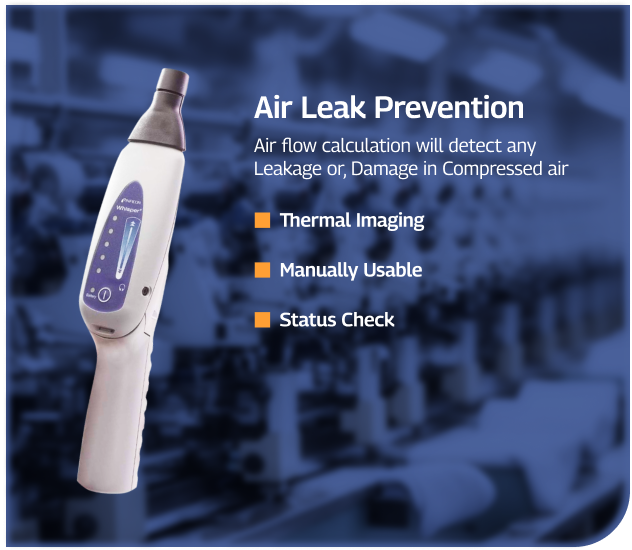 Air Leak Prevention
Air flow calculation will detect any
Leakage or, Damage in Compressed air
Thermal Imaging
Manually Usable
Status Check
Whisper